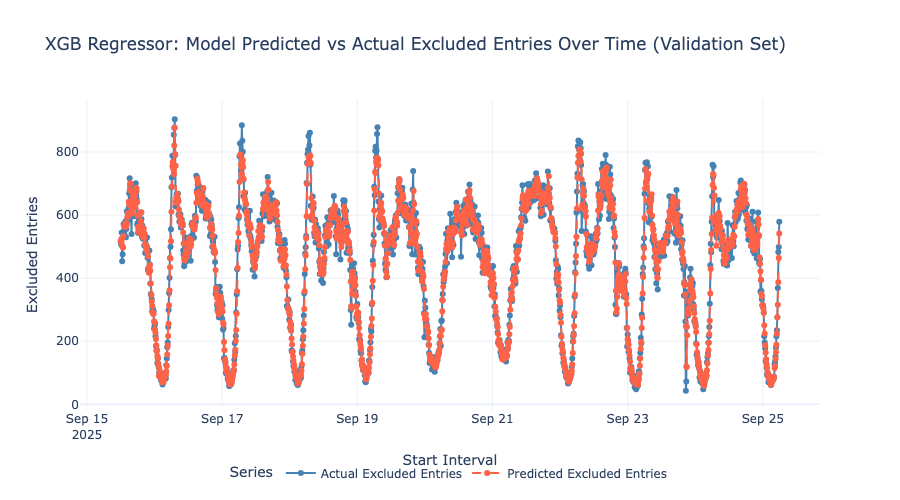 XGB Regressor: Model Predicted vs Actual Excluded Entries Over Time (Validation Set)
Excluded Entries
800
600
400
200
0
Sep 15
2025
Sep 17
Sep 19
Sep 21
Sep 23
Sep 25
Start Interval
Series
Actual Excluded Entries
Predicted Excluded Entries